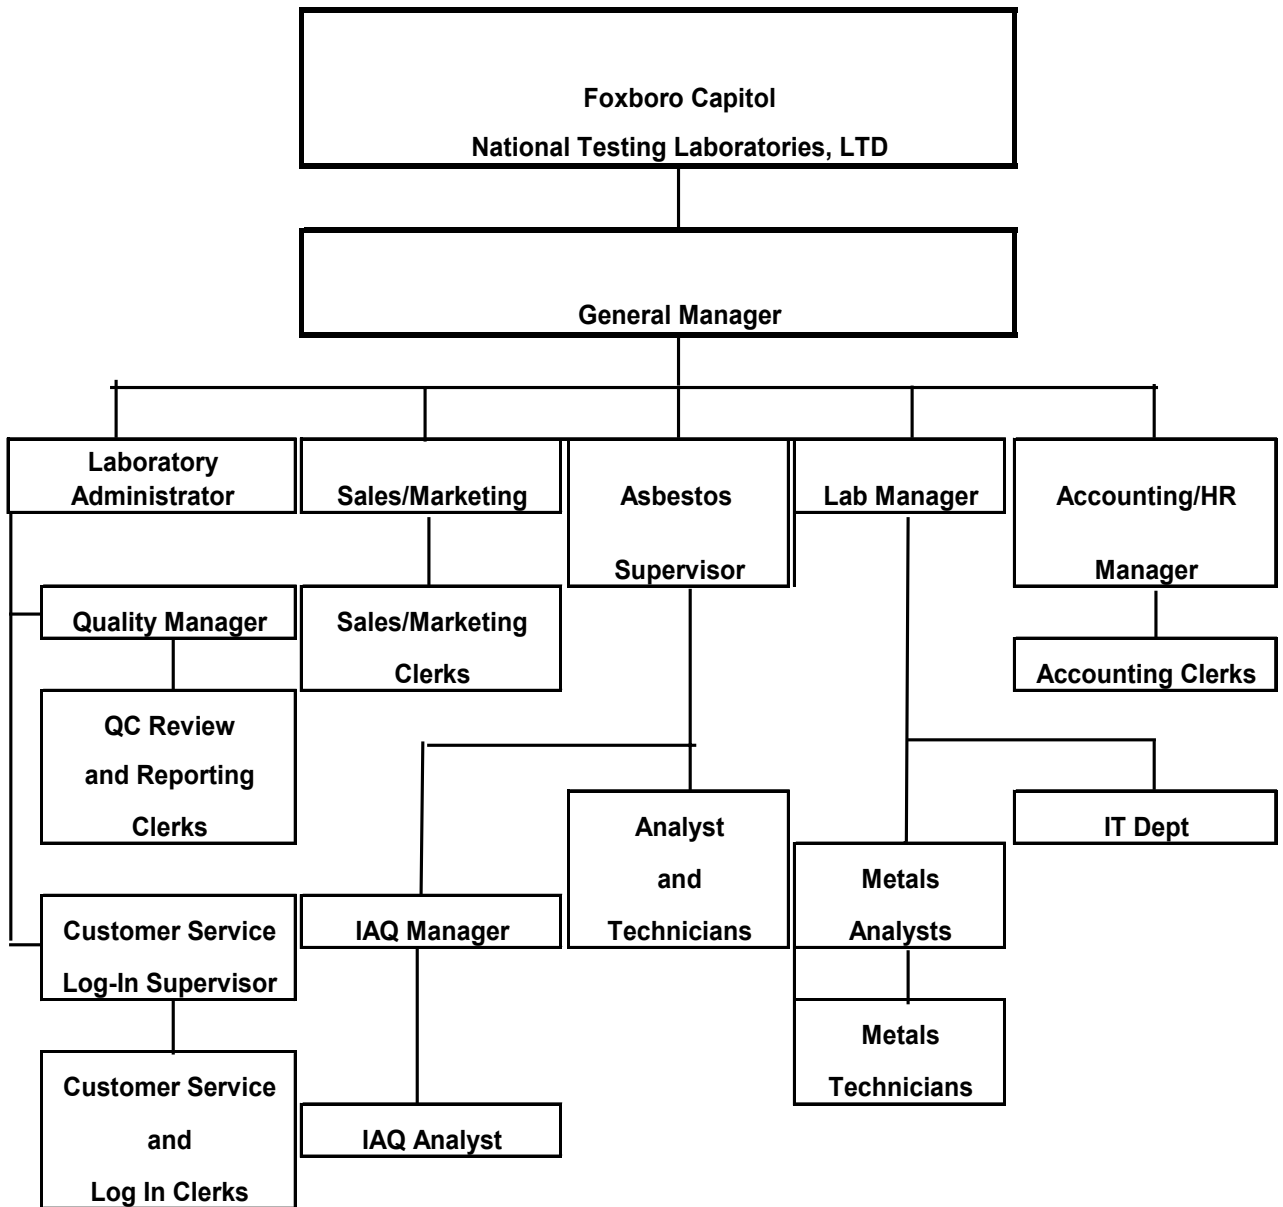 Foxboro Capitol
National Testing Laboratories, LTD
General Manager
Laboratory
Administrator
Sales/Marketing
Asbestos
Supervisor
Lab Manager
Accounting/HR
Manager
Quality Manager
Sales/Marketing
Clerks
Accounting Clerks
QC Review
and Reporting
Clerks
Analyst
and
Technicians
IT Dept
Metals
Analysts
Customer Service
Log-In Supervisor
IAQ Manager
Metals
Technicians
Customer Service
and
Log In Clerks
IAQ Analyst